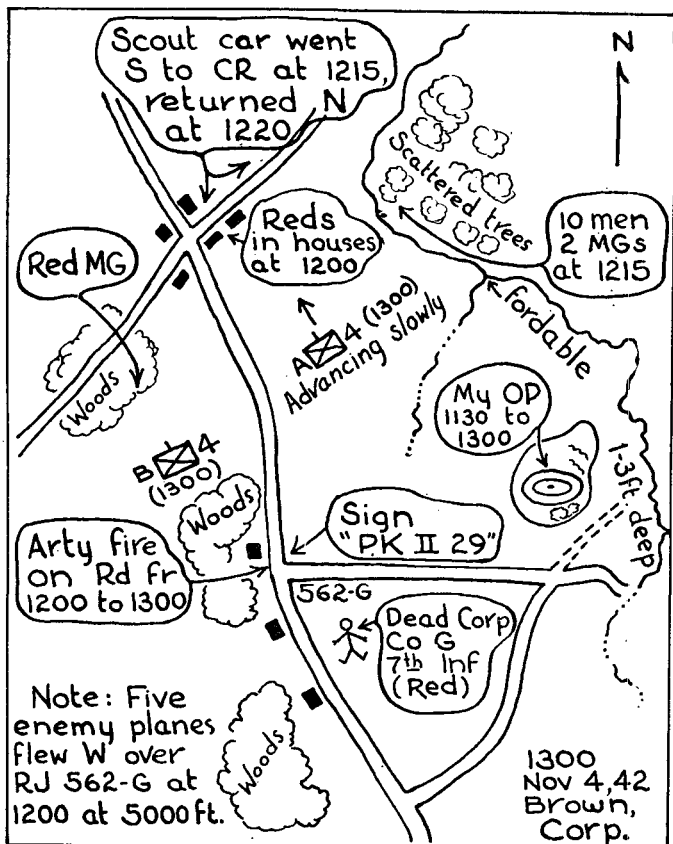 Scout car went
S to CR at 1215,
returned N
at 1220
N
Scattered trees
10 men
2 MGs
at 1215
Reds
in houses
at 1200
Red MG
fordable
A 4 (1300)
Advancing slowly
Woods
My OP
1130 to
1300
B 4
(1300)
Woods
1-3ft deep
Sign
"PK II 29"
Arty fire
on Rd fr
1200 to 1300
562-G
Dead Corp
Co G
7th Inf
(Red)
Note: Five
enemy planes
flew W over
RJ 562-G at
1200 at 5000 ft.
Woods
1300
Nov 4, 42
Brown,
Corp.